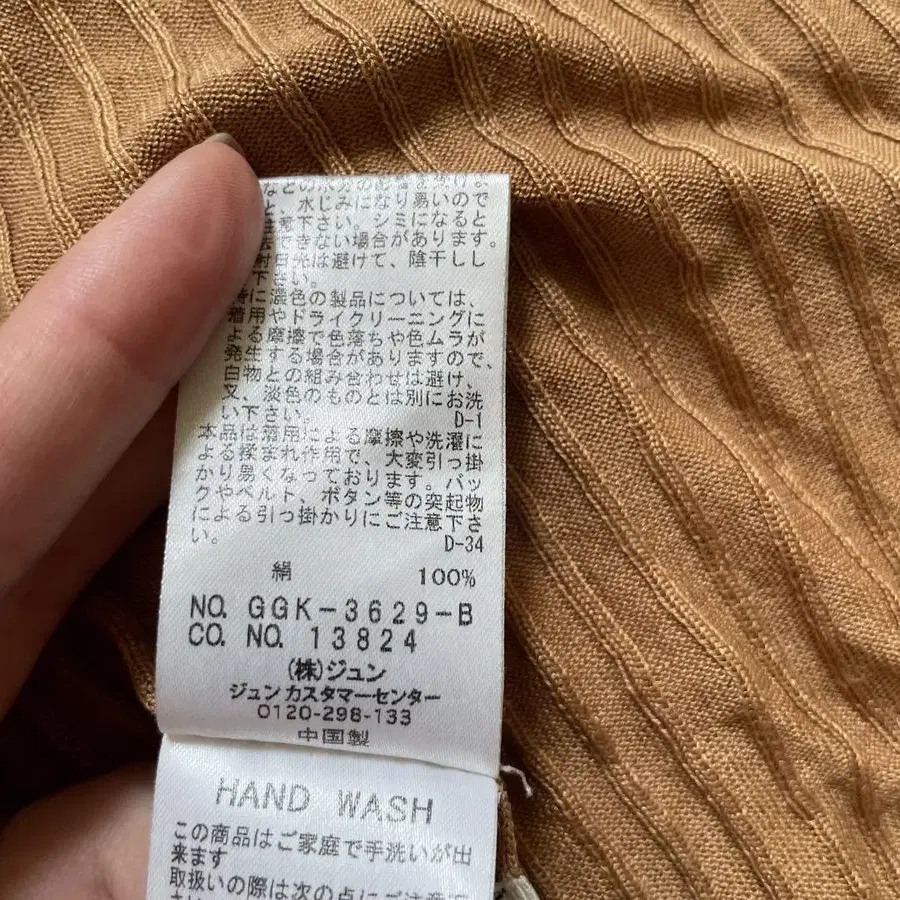 と、水じみになり易いので
注意下さい。シミになると
去できない場合があります。
射日光は避けて、陰干しし
下さい。
特に濃色の製品については、
着用やドライクリーニングに
よる摩擦で色落ちや色ムラが
発生する場合がありますので、
白物との組み合わせは避け、
又、淡色のものとは別にお洗
い下さい。 D-1
本品は着用による摩擦や洗濯に
よる揉まれ作用で、大変引っ掛
かり易くなっております。バッ
グやベルト、ボタン等の突起物
による引っ掛かりにご注意下さ
い。 D-34
絹 100%
NO. GGK-3629-B
CO. NO. 13824
(株)ジュン
ジュン カスタマーセンター
0120-298-133
中国製
HAND WASH
この商品はご家庭で手洗いが出
来ます
取扱いの際は次の点にご注意下